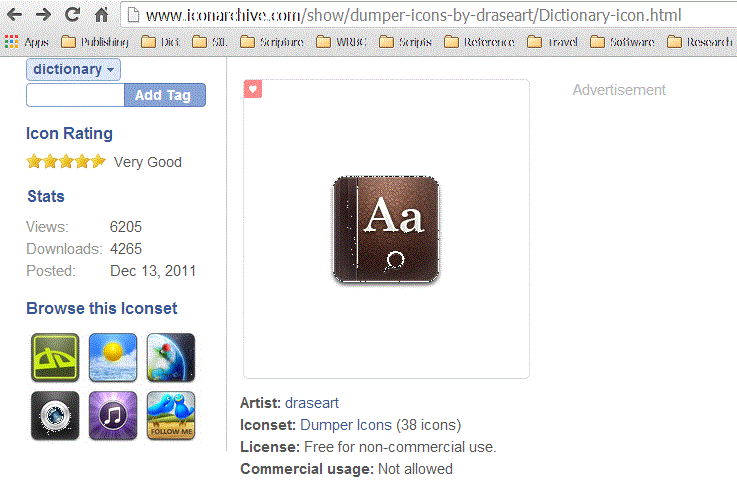 www.iconarchive.com/show/dumper-icons-by-draseart/Dictionary-icon.html
Apps Publishing Dict SIL Scripture WRBC Scripts Reference Travel Software Research
dictionary
Add Tag
Icon Rating
Very Good
Stats
Views: 6205
Downloads: 4265
Posted: Dec 13, 2011
Browse this Iconset
FOLLOW ME
Aa
Advertisement
Artist: draseart
Iconset: Dumper Icons (38 icons)
License: Free for non-commercial use.
Commercial usage: Not allowed